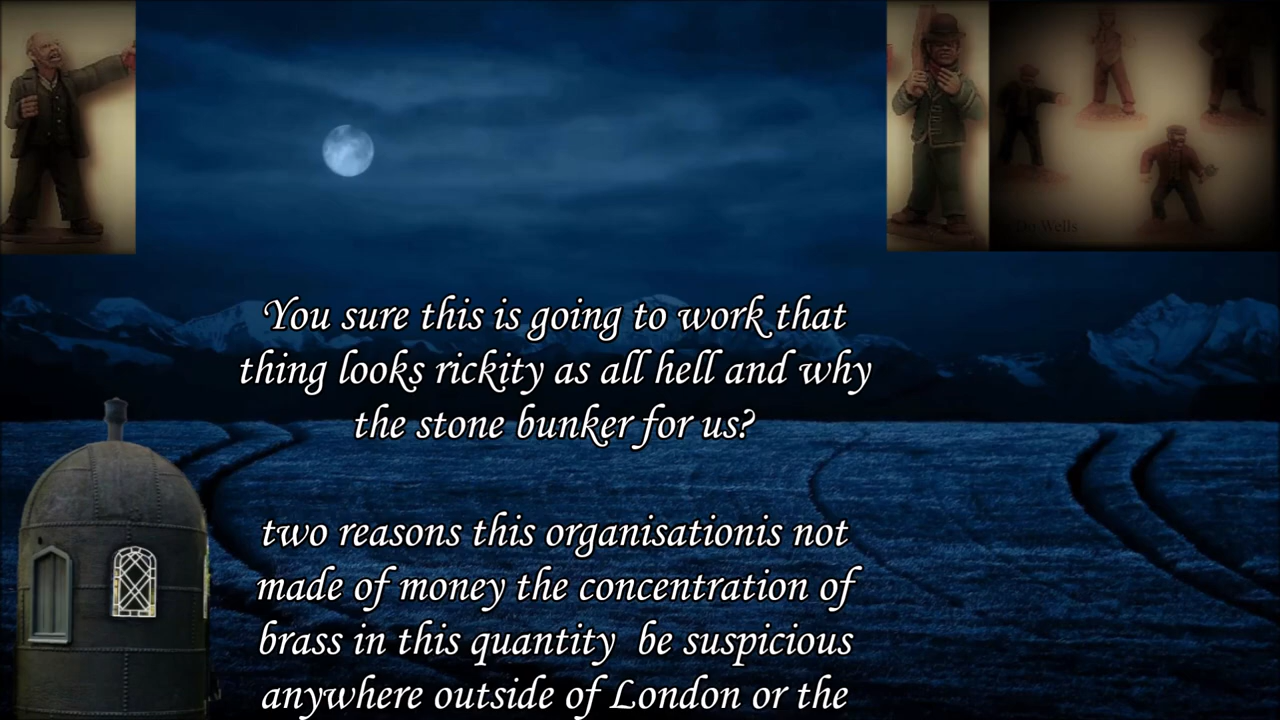 Wells
You sure this is going to work that
thing looks rickity as all hell and why
the stone bunker for us?
two reasons this organisationis not
made of money the concentration of
brass in this quantity be suspicious
anywhere outside of London or the